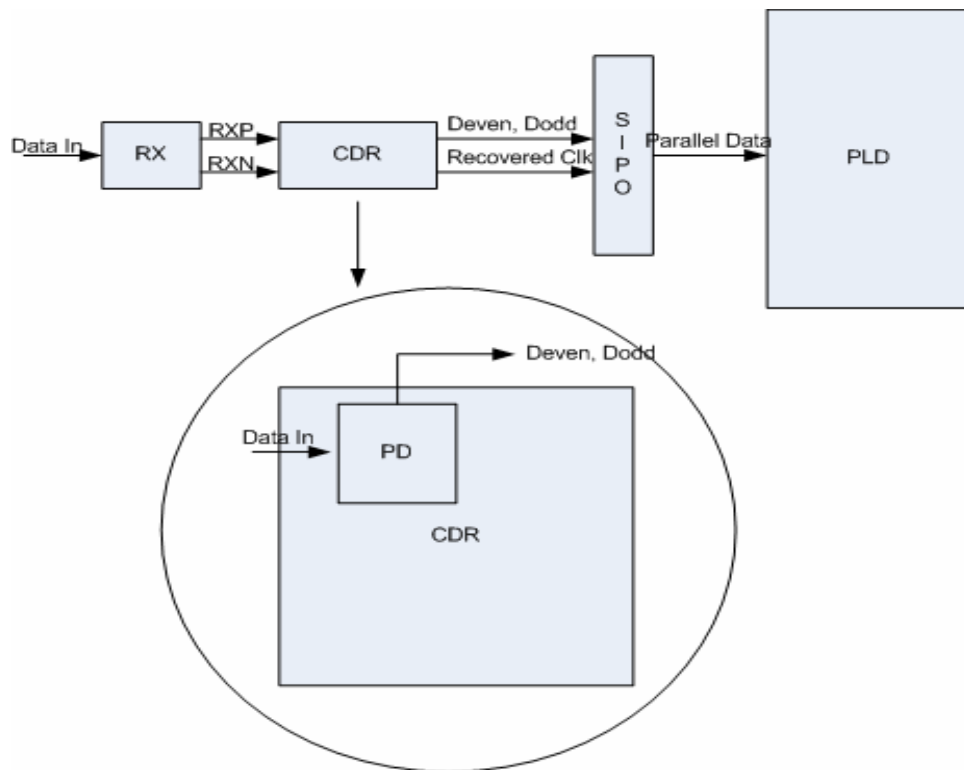 Data In
RX
RXP
RXN
CDR
Deven, Dodd
Recovered Clk
SIPO
Parallel Data
PLD
Deven, Dodd
Data In
PD
CDR